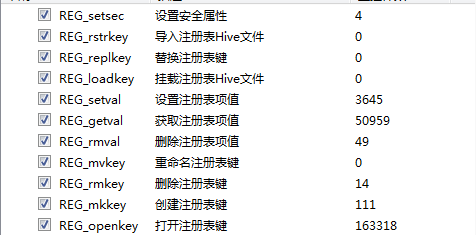 REG_setsec 设置安全属性 4
REG_rstrkey 导入注册表Hive文件 0
REG_replkey 替换注册表键 0
REG_loadkey 挂载注册表Hive文件 0
REG_setval 设置注册表项值 3645
REG_getval 获取注册表项值 50959
REG_rmval 删除注册表项值 49
REG_mvkey 重命名注册表键 0
REG_rmkey 删除注册表键 14
REG_mkkey 创建注册表键 111
REG_openkey 打开注册表键 163318